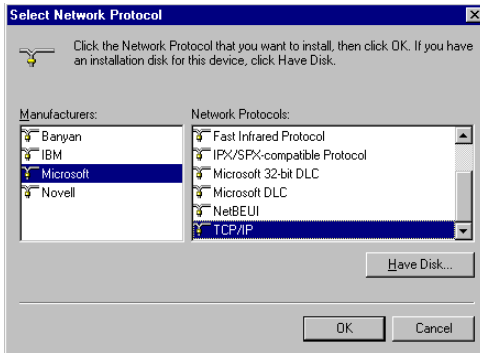 Select Network Protocol
Click the Network Protocol that you want to install, then click OK. If you have
an installation disk for this device, click Have Disk.
Manufacturers:
Banyan
IBM
Microsoft
Novell
Network Protocols:
Fast Infrared Protocol
IPX/SPX-compatible Protocol
Microsoft 32-bit DLC
Microsoft DLC
NetBEUI
TCP/IP
Have Disk...
OK
Cancel